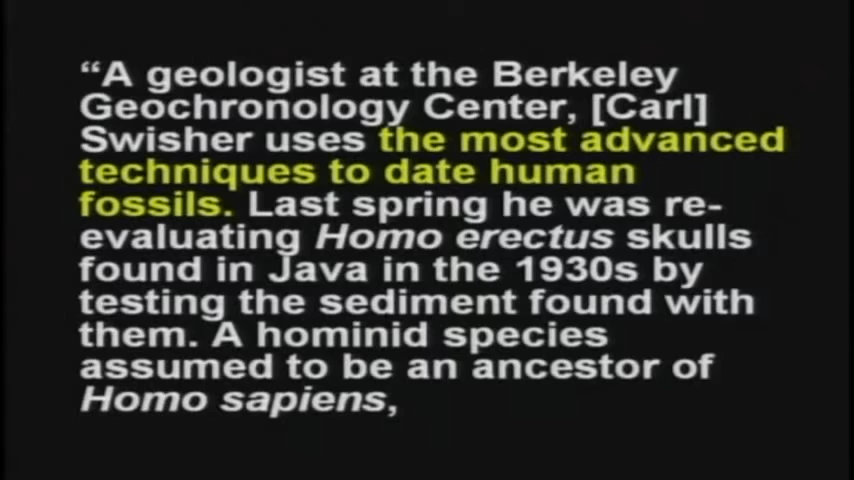 “A geologist at the Berkeley
Geochronology Center, [Carl]
Swisher uses the most advanced
techniques to date human
fossils. Last spring he was re-
evaluating Homo erectus skulls
found in Java in the 1930s by
testing the sediment found with
them. A hominid species
assumed to be an ancestor of
Homo sapiens,